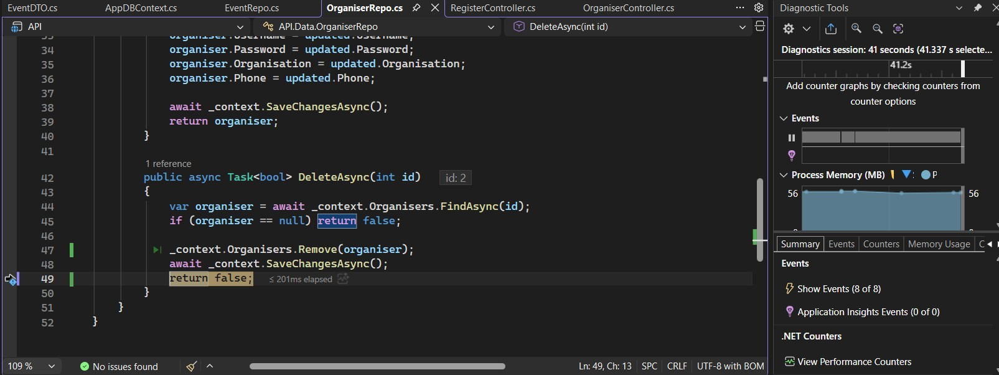 EventDTO.cs AppDBContext.cs EventRepo.cs OrganiserRepo.cs RegisterController.cs OrganiserController.cs
API API.Data.OrganiserRepo DeleteAsync(int id)
33 organiser.Username = updated.Username;
34 organiser.Password = updated.Password;
35 organiser.Organisation = updated.Organisation;
36 organiser.Phone = updated.Phone;
37
38 await _context.SaveChangesAsync();
39 return organiser;
40 }
41
1 reference
42 public async Task<bool> DeleteAsync(int id) id: 2
43 {
44 var organiser = await _context.Organisers.FindAsync(id);
45 if (organiser == null) return false;
46
47 _context.Organisers.Remove(organiser);
48 await _context.SaveChangesAsync();
49 return false; ≤ 201ms elapsed
50 }
51 }
52 }
109 % No issues found Ln: 49, Ch: 13 SPC CRLF UTF-8 with BOM
Diagnostic Tools
Diagnostics session: 41 seconds (41.337 s selecte...
41.2s
Add counter graphs by checking counters from
counter options
Events
Process Memory (MB) P
56 56
Summary Events Counters Memory Usage C
Events
Show Events (8 of 8)
Application Insights Events (0 of 0)
.NET Counters
View Performance Counters